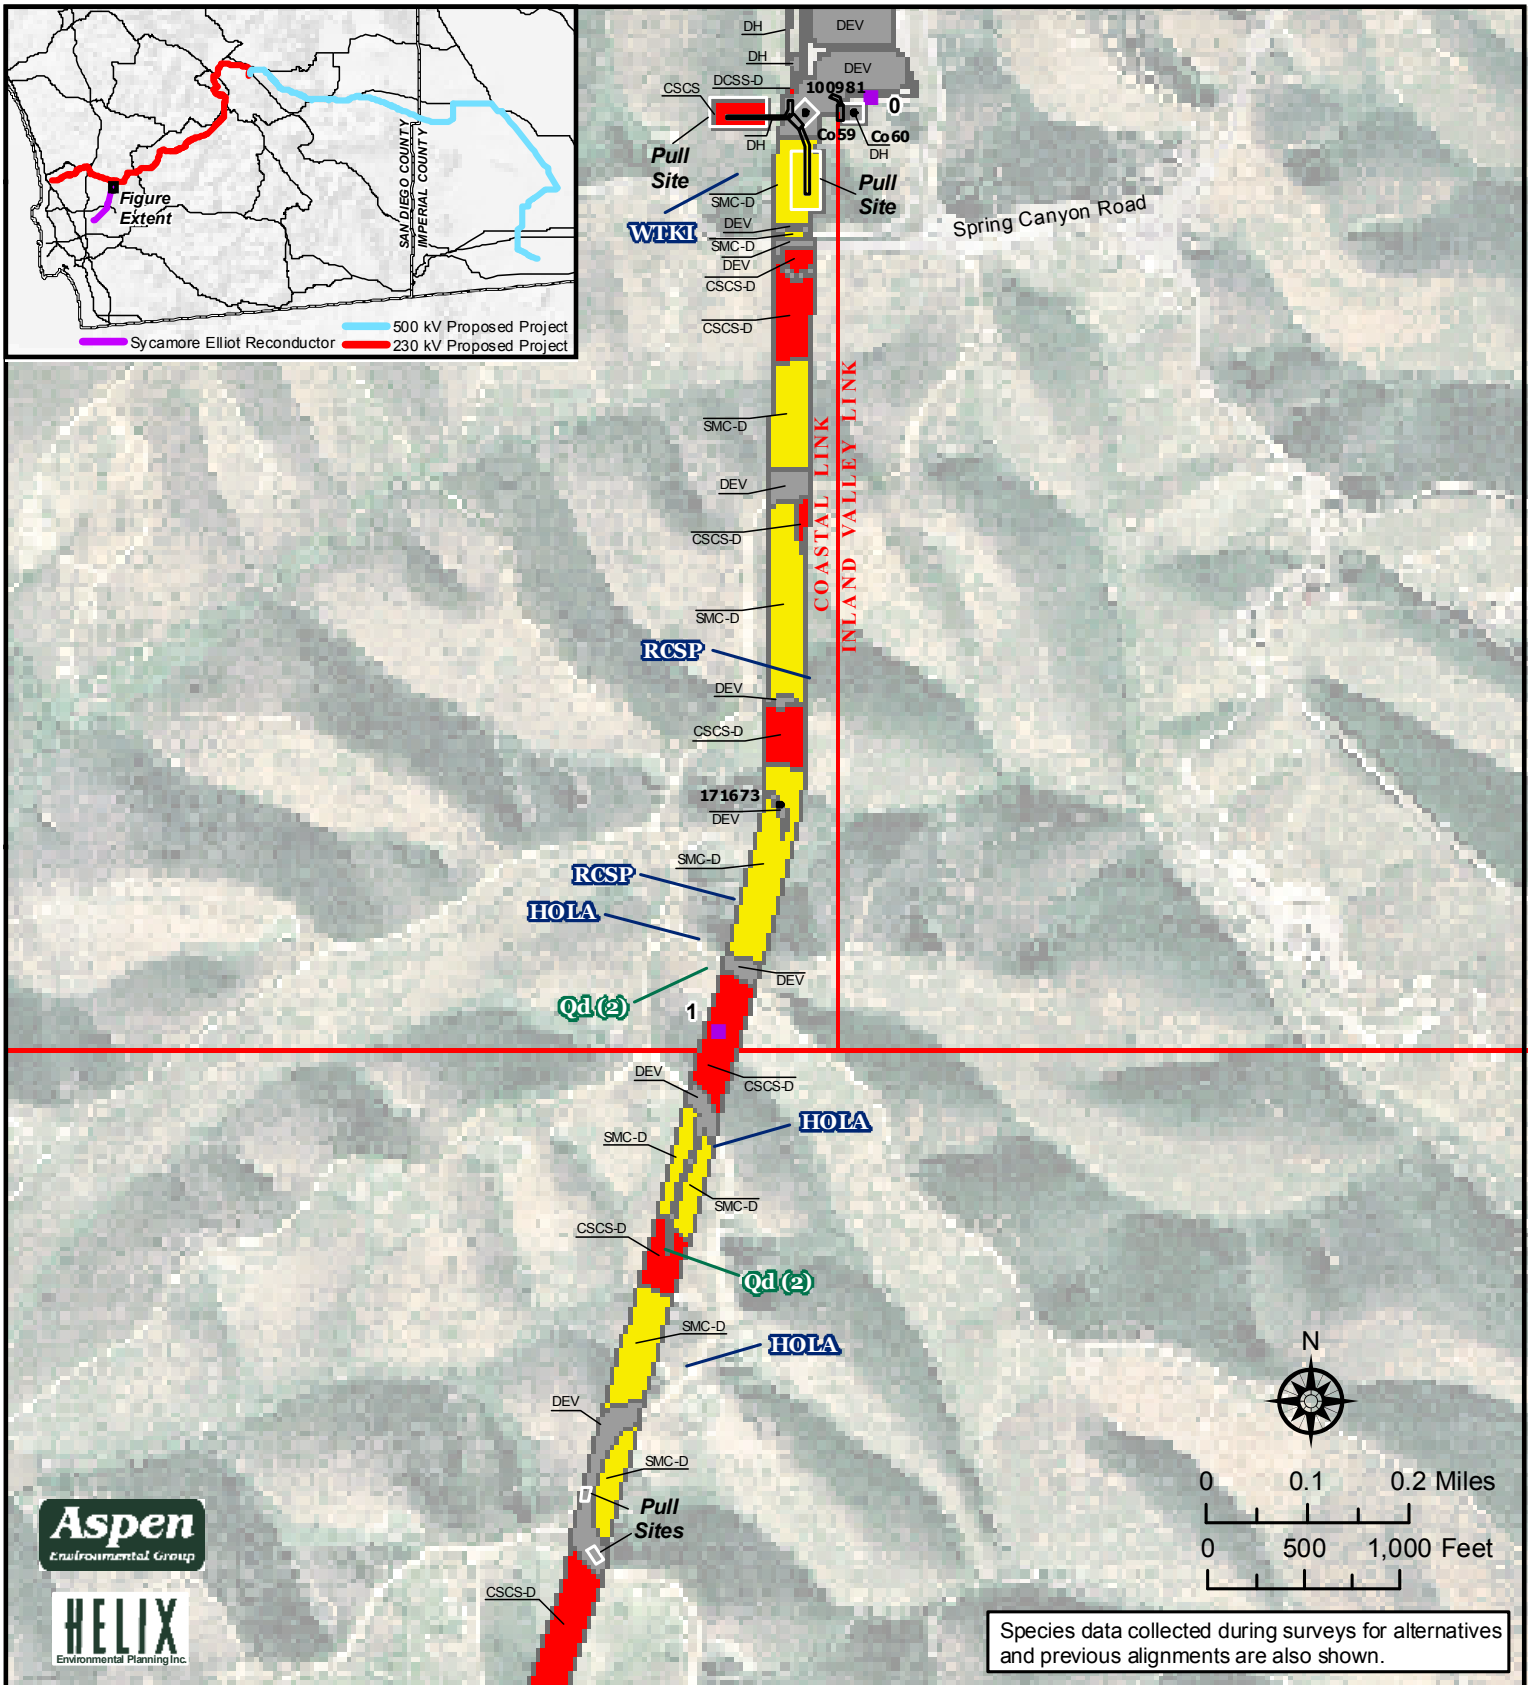 SAN DIEGO COUNTY
IMPERIAL COUNTY
Figure
Extent
500 kV Proposed Project
Sycamore Elliot Reconductor
230 kV Proposed Project
DH
DEV
DH
DEV
DCSS-D
CSCS
100981
0
Co59
Co60
DH
DH
Pull
Site
Pull
Site
SMC-D
WTKI
DEV
SMC-D
DEV
CSCS-D
Spring Canyon Road
CSCS-D
SMC-D
COASTAL LINK
INLAND VALLEY LINK
DEV
CSCS-D
SMC-D
RCSP
DEV
CSCS-D
171673
DEV
SMC-D
RCSP
HOLA
DEV
Qd (2)
1
DEV
CSCS-D
HOLA
SMC-D
SMC-D
CSCS-D
Qd (2)
SMC-D
HOLA
DEV
SMC-D
Pull
Sites
CSCS-D
N
0 0.1 0.2 Miles
0 500 1,000 Feet
Aspen
Environmental Group
HELIX
Environmental Planning Inc.
Species data collected during surveys for alternatives
and previous alignments are also shown.